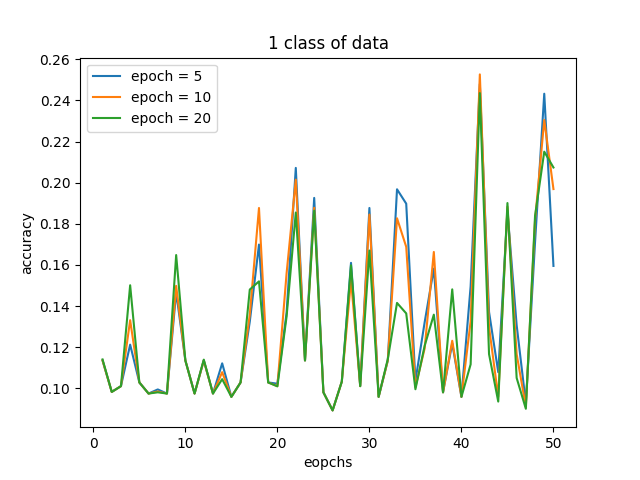 1 class of data
epoch = 5
epoch = 10
epoch = 20
accuracy
0.26
0.24
0.22
0.20
0.18
0.16
0.14
0.12
0.10
0 10 20 30 40 50
eopchs